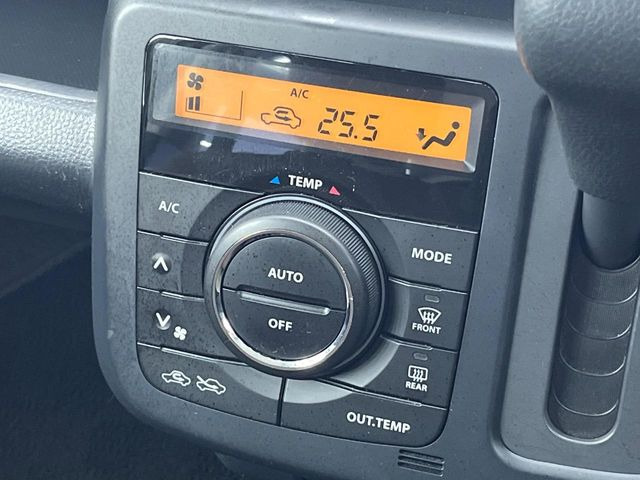 A/C
25.5
TEMP
A/C
MODE
AUTO
OFF
FRONT
REAR
OUT.TEMP